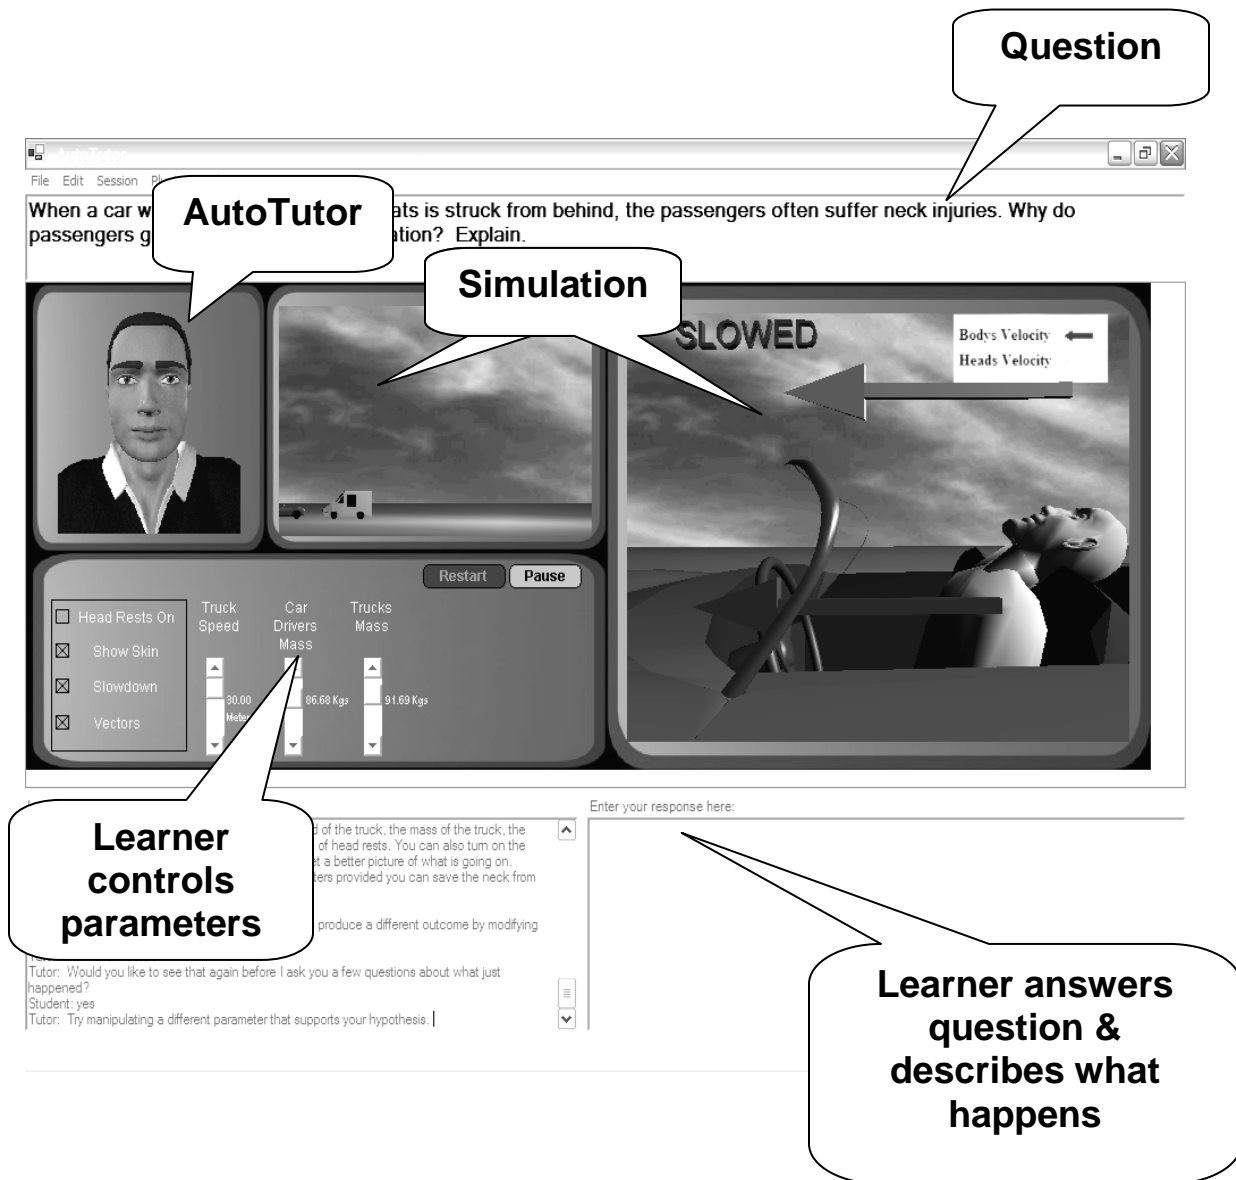 Question
AutoTutor
File Edit Session
When a car w
AutoTutor
ats is struck from behind, the passengers often suffer neck injuries. Why do
passengers g
ation? Explain.
Simulation
SLOWED
Bodys Velocity
Heads Velocity
Restart
Pause
Head Rests On
Show Skin
Slowdown
Vectors
Truck
Speed
Car
Drivers
Mass
Trucks
Mass
30.00
Meter
86.68 Kgs
91.69 Kgs
Learner
controls
parameters
d of the truck, the mass of the truck, the
of head rests. You can also turn on the
et a better picture of what is going on.
ters provided you can save the neck from
produce a different outcome by modifying
Tutor: Would you like to see that again before I ask you a few questions about what just
happened?
Student: yes
Tutor: Try manipulating a different parameter that supports your hypothesis.
Enter your response here:
Learner answers
question &
describes what
happens